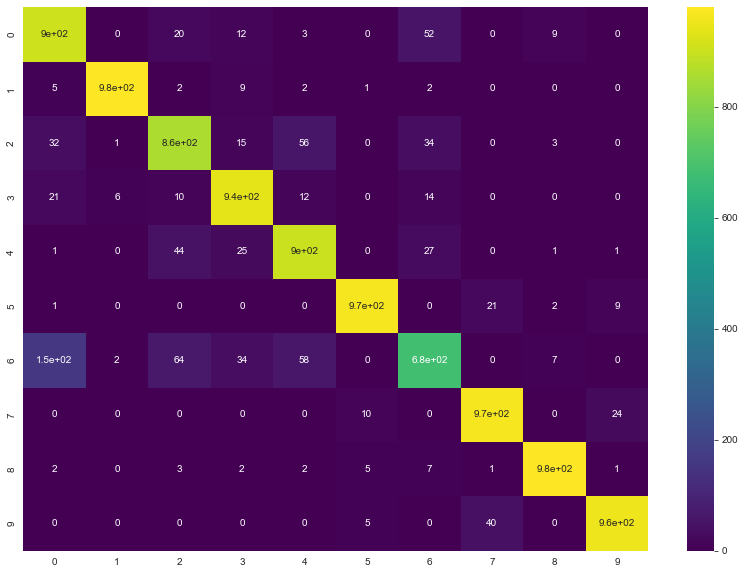 0 9e+02 0 20 12 3 0 52 0 9 0
1 5 9.8e+02 2 9 2 1 2 0 0 0
2 32 1 8.6e+02 15 56 0 34 0 3 0
3 21 6 10 9.4e+02 12 0 14 0 0 0
4 1 0 44 25 9e+02 0 27 0 1 1
5 1 0 0 0 0 9.7e+02 0 21 2 9
6 1.5e+02 2 64 34 58 0 6.8e+02 0 7 0
7 0 0 0 0 0 10 0 9.7e+02 0 24
8 2 0 3 2 2 5 7 1 9.8e+02 1
9 0 0 0 0 0 5 0 40 0 9.6e+02
0 1 2 3 4 5 6 7 8 9
800
600
400
200
0